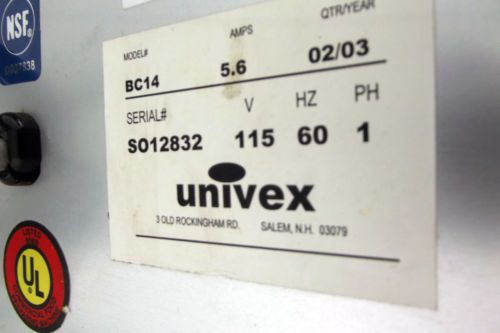 NSF®
MODEL# AMPS QTR/YEAR
BC14 5.6 02/03
SERIAL# V HZ PH
SO12832 115 60 1
univex
3 OLD ROCKINGHAM RD. SALEM, N.H. 03079
LISTED
UL